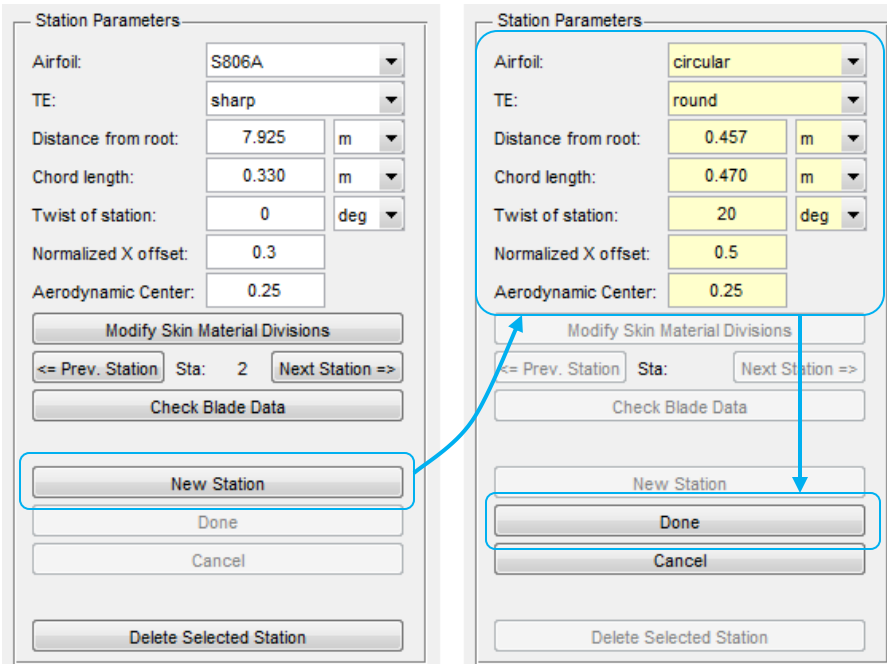 Station Parameters
Airfoil: S806A
TE: sharp
Distance from root: 7.925 m
Chord length: 0.330 m
Twist of station: 0 deg
Normalized X offset: 0.3
Aerodynamic Center: 0.25
Modify Skin Material Divisions
<= Prev. Station Sta: 2 Next Station =>
Check Blade Data
New Station
Done
Cancel
Delete Selected Station
Station Parameters
Airfoil: circular
TE: round
Distance from root: 0.457 m
Chord length: 0.470 m
Twist of station: 20 deg
Normalized X offset: 0.5
Aerodynamic Center: 0.25
Modify Skin Material Divisions
<= Prev. Station Sta: Next Station =>
Check Blade Data
New Station
Done
Cancel
Delete Selected Station